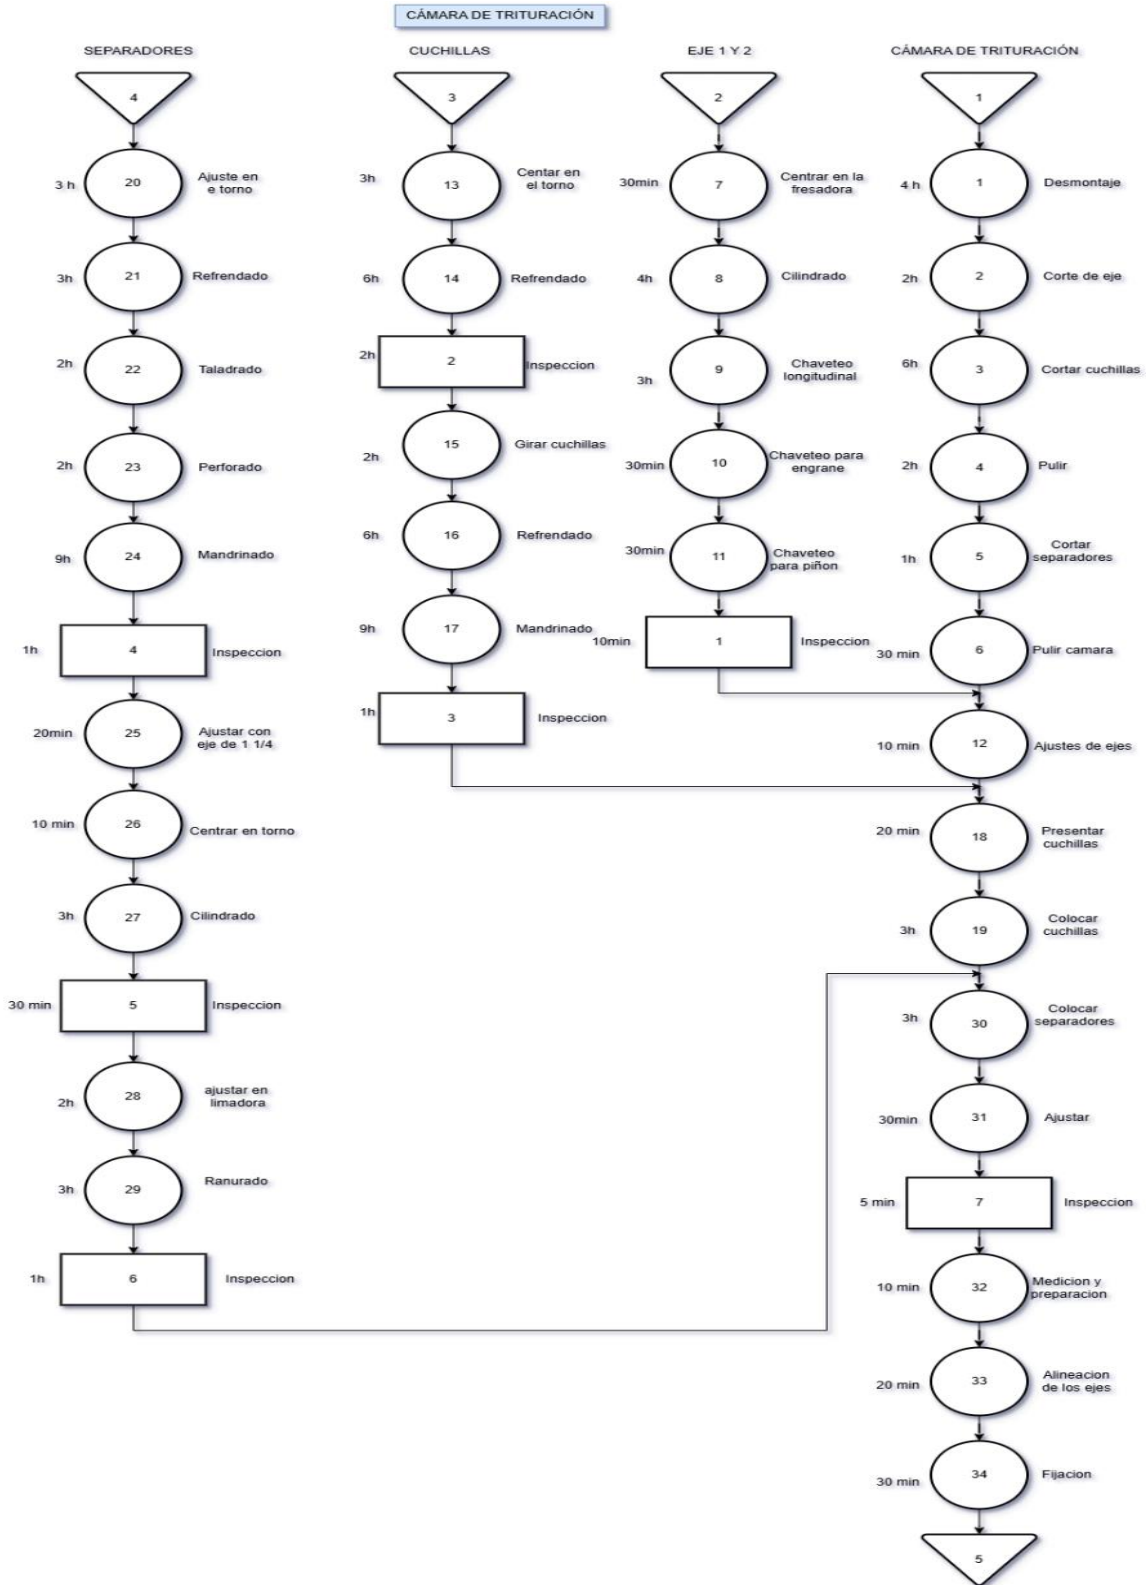 CÁMARA DE TRITURACIÓN
SEPARADORES
4
3 h
20
Ajuste en
e torno
3h
21
Refrendado
2h
22
Taladrado
2h
23
Perforado
9h
24
Mandrinado
1h
4
Inspeccion
20min
25
Ajustar con
eje de 1 1/4
10 min
26
Centrar en torno
3h
27
Cilindrado
30 min
5
Inspeccion
2h
28
ajustar en
limadora
3h
29
Ranurado
1h
6
Inspeccion
CUCHILLAS
3
3h
13
Centar en
el torno
6h
14
Refrendado
2h
2
Inspeccion
2h
15
Girar cuchillas
6h
16
Refrendado
9h
17
Mandrinado
1h
3
Inspeccion
EJE 1 Y 2
2
30min
7
Centrar en la
fresadora
4h
8
Cilindrado
3h
9
Chaveteo
longitudinal
30min
10
Chaveteo para
engrane
30min
11
Chaveteo
para piñon
10min
1
Inspeccion
CÁMARA DE TRITURACIÓN
1
4 h
1
Desmontaje
2h
2
Corte de eje
6h
3
Cortar cuchillas
2h
4
Pulir
1h
5
Cortar
separadores
30 min
6
Pulir camara
10 min
12
Ajustes de ejes
20 min
18
Presentar
cuchillas
3h
19
Colocar
cuchillas
3h
30
Colocar
separadores
30min
31
Ajustar
5 min
7
Inspeccion
10 min
32
Medicion y
preparacion
20 min
33
Alineacion
de los ejes
30 min
34
Fijacion
5